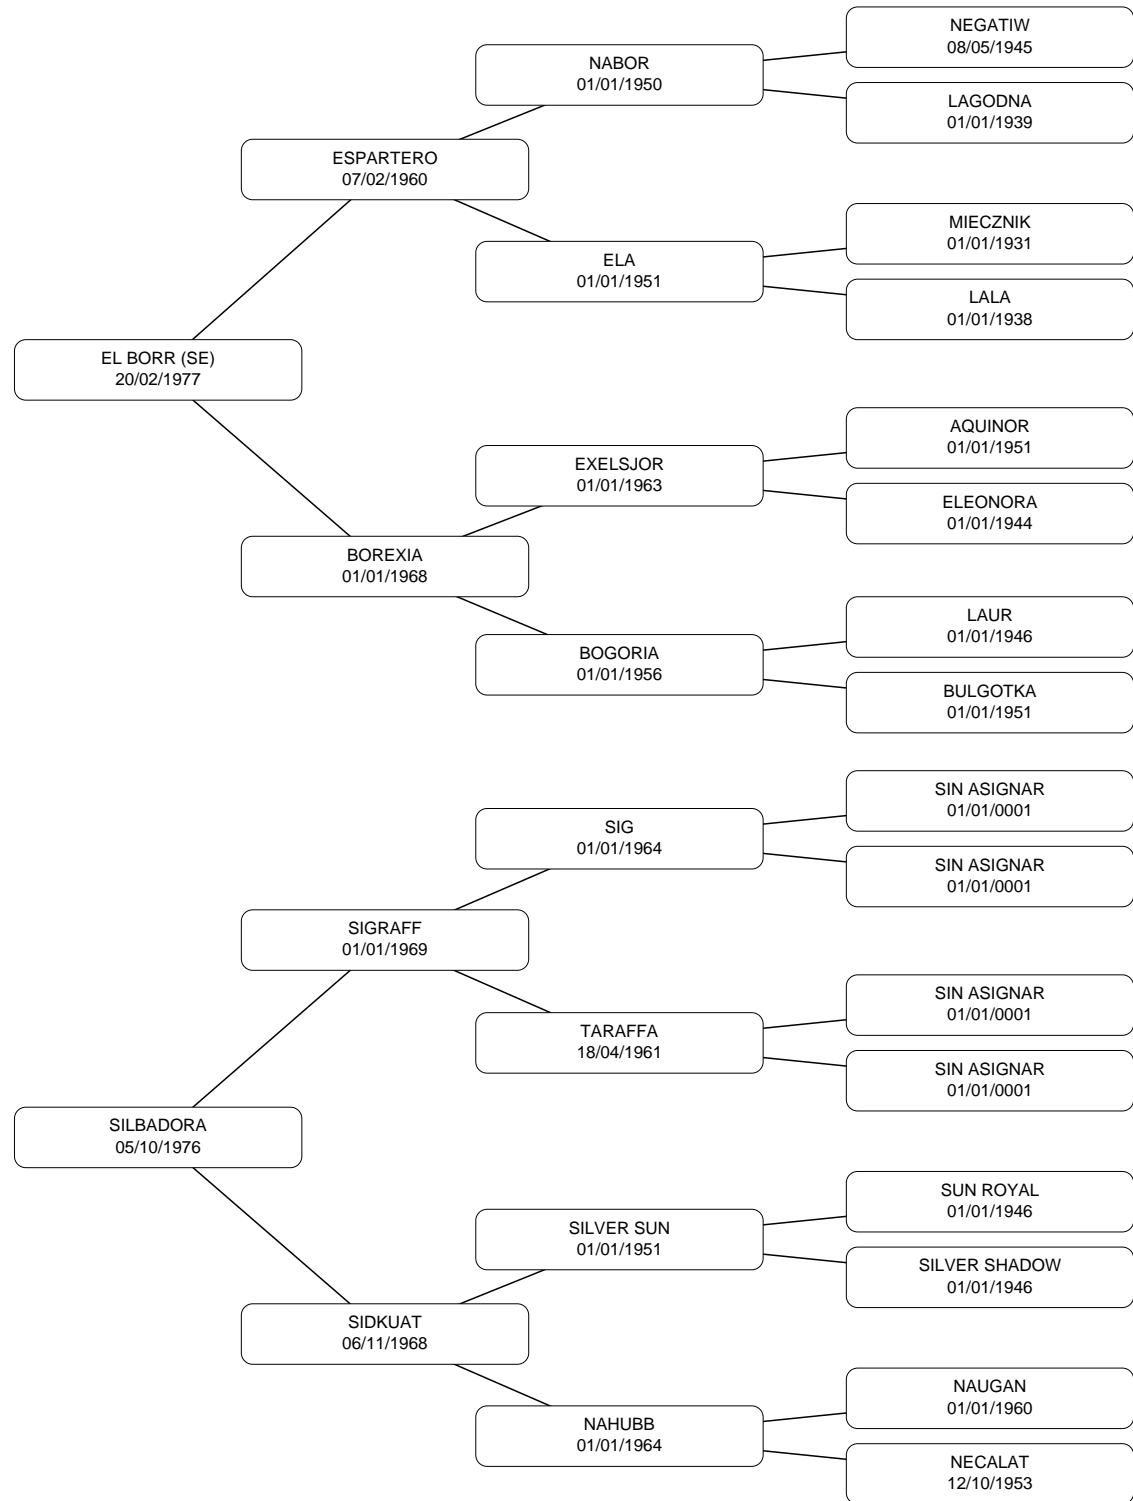 NEGATIW
08/05/1945
NABOR
01/01/1950
LAGODNA
01/01/1939
ESPARTERO
07/02/1960
MIECZNIK
01/01/1931
ELA
01/01/1951
LALA
01/01/1938
EL BORR (SE)
20/02/1977
AQUINOR
01/01/1951
EXELSJOR
01/01/1963
ELEONORA
01/01/1944
BOREXIA
01/01/1968
LAUR
01/01/1946
BOGORIA
01/01/1956
BULGOTKA
01/01/1951
SIN ASIGNAR
01/01/0001
SIG
01/01/1964
SIN ASIGNAR
01/01/0001
SIGRAFF
01/01/1969
SIN ASIGNAR
01/01/0001
TARAFFA
18/04/1961
SIN ASIGNAR
01/01/0001
SILBADORA
05/10/1976
SUN ROYAL
01/01/1946
SILVER SUN
01/01/1951
SILVER SHADOW
01/01/1946
SIDKUAT
06/11/1968
NAUGAN
01/01/1960
NAHUBB
01/01/1964
NECALAT
12/10/1953